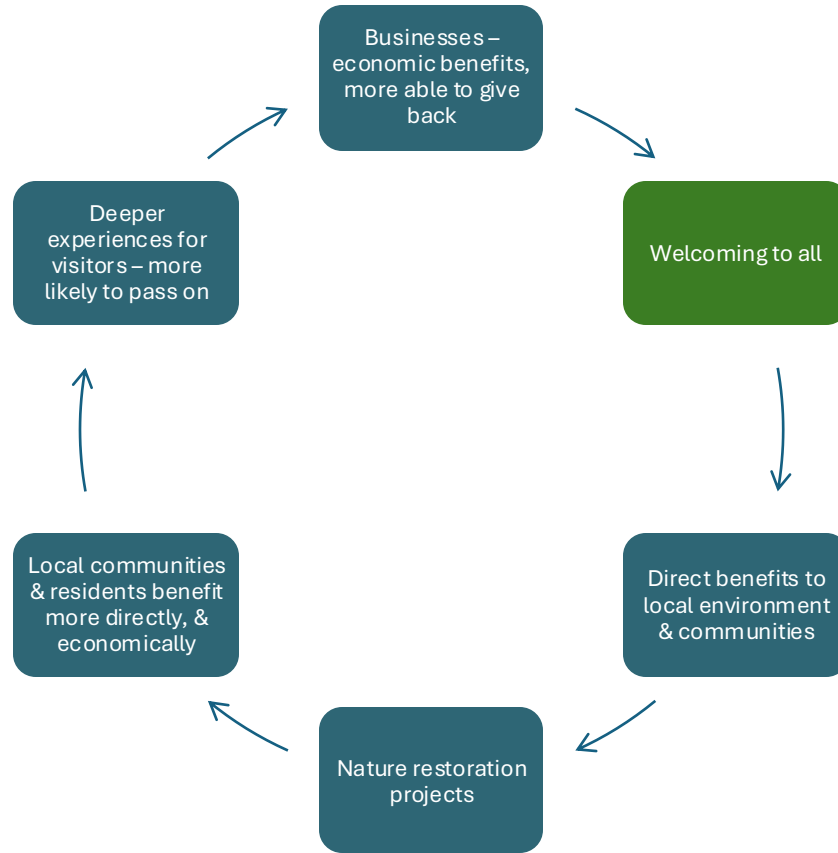 Businesses –
economic benefits,
more able to give
back
Welcoming to all
Direct benefits to
local environment
& communities
Nature restoration
projects
Local communities
& residents benefit
more directly, &
economically
Deeper
experiences for
visitors – more
likely to pass on